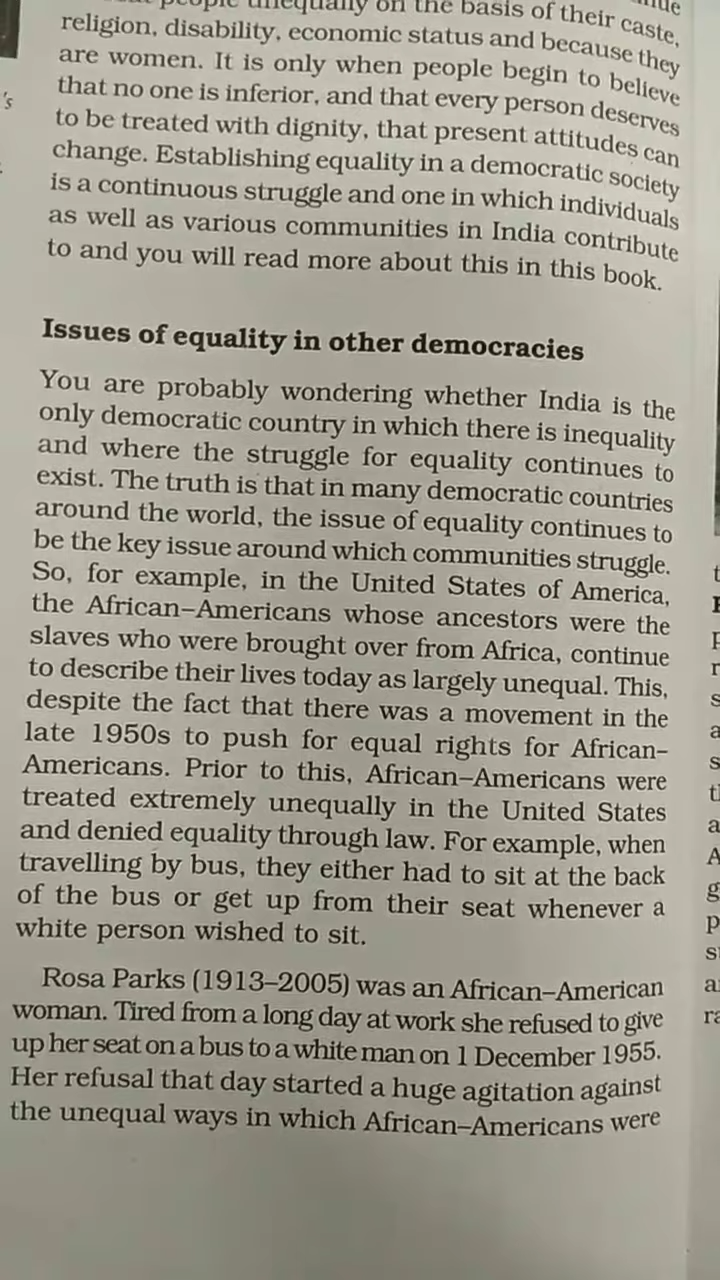 people unequally on the basis of their caste,
religion, disability, economic status and because they
are women. It is only when people begin to believe
that no one is inferior, and that every person deserves
to be treated with dignity, that present attitudes can
change. Establishing equality in a democratic society
is a continuous struggle and one in which individuals
as well as various communities in India contribute
to and you will read more about this in this book.
Issues of equality in other democracies
You are probably wondering whether India is the
only democratic country in which there is inequality
and where the struggle for equality continues to
exist. The truth is that in many democratic countries
around the world, the issue of equality continues to
be the key issue around which communities struggle.
So, for example, in the United States of America,
the African–Americans whose ancestors were the
slaves who were brought over from Africa, continue
to describe their lives today as largely unequal. This,
despite the fact that there was a movement in the
late 1950s to push for equal rights for African–
Americans. Prior to this, African–Americans were
treated extremely unequally in the United States
and denied equality through law. For example, when
travelling by bus, they either had to sit at the back
of the bus or get up from their seat whenever a
white person wished to sit.
Rosa Parks (1913–2005) was an African–American
woman. Tired from a long day at work she refused to give
up her seat on a bus to a white man on 1 December 1955.
Her refusal that day started a huge agitation against
the unequal ways in which African–Americans were